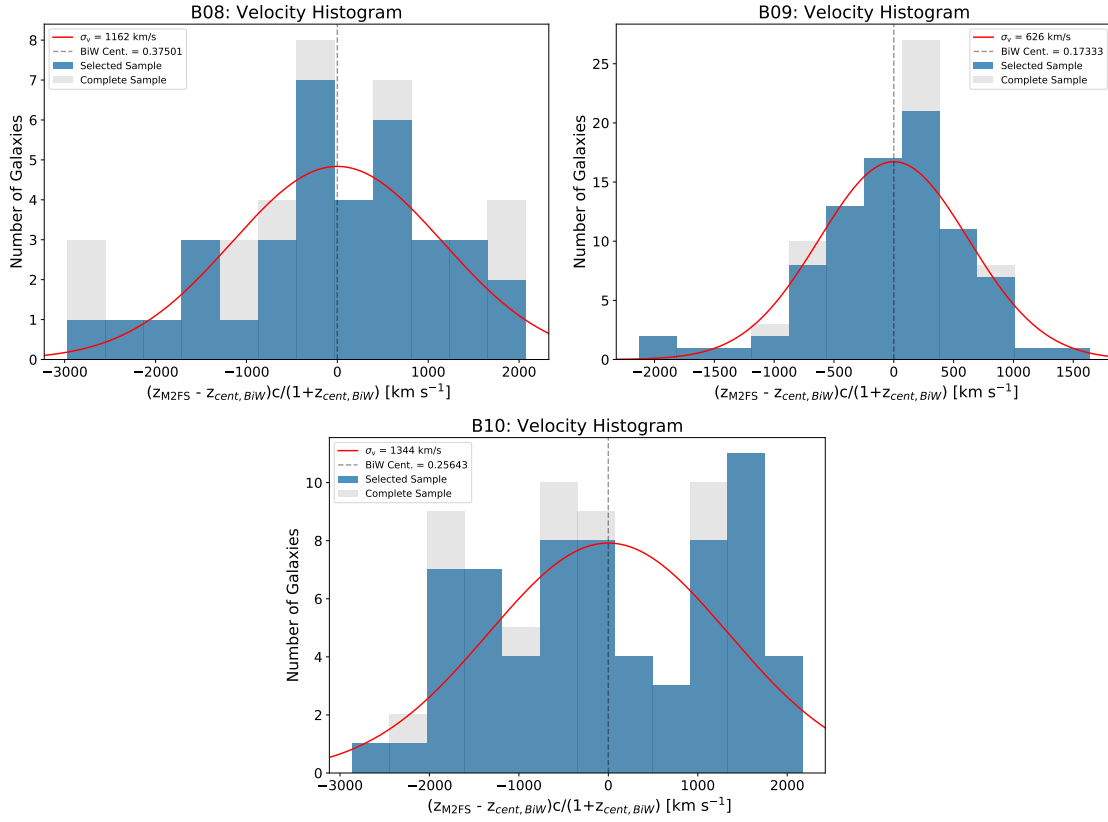 B08: Velocity Histogram
σv = 1162 km/s
BiW Cent. = 0.37501
Selected Sample
Complete Sample
Number of Galaxies
8
7
6
5
4
3
2
1
0
−3000 −2000 −1000 0 1000 2000
(zM2FS - zcent, BiW)c/(1+zcent, BiW) [km s−1]
B09: Velocity Histogram
σv = 626 km/s
BiW Cent. = 0.17333
Selected Sample
Complete Sample
Number of Galaxies
25
20
15
10
5
0
−2000 −1500 −1000 −500 0 500 1000 1500
(zM2FS - zcent, BiW)c/(1+zcent, BiW) [km s−1]
B10: Velocity Histogram
σv = 1344 km/s
BiW Cent. = 0.25643
Selected Sample
Complete Sample
Number of Galaxies
10
8
6
4
2
0
−3000 −2000 −1000 0 1000 2000
(zM2FS - zcent, BiW)c/(1+zcent, BiW) [km s−1]